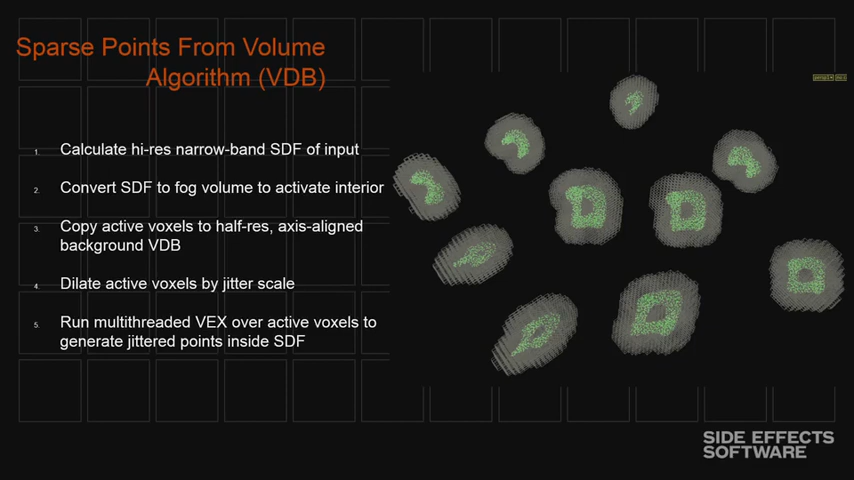 Sparse Points From Volume
Algorithm (VDB)
1. Calculate hi-res narrow-band SDF of input
2. Convert SDF to fog volume to activate interior
3. Copy active voxels to half-res, axis-aligned
background VDB
4. Dilate active voxels by jitter scale
5. Run multithreaded VEX over active voxels to
generate jittered points inside SDF
SIDE EFFECTS
SOFTWARE